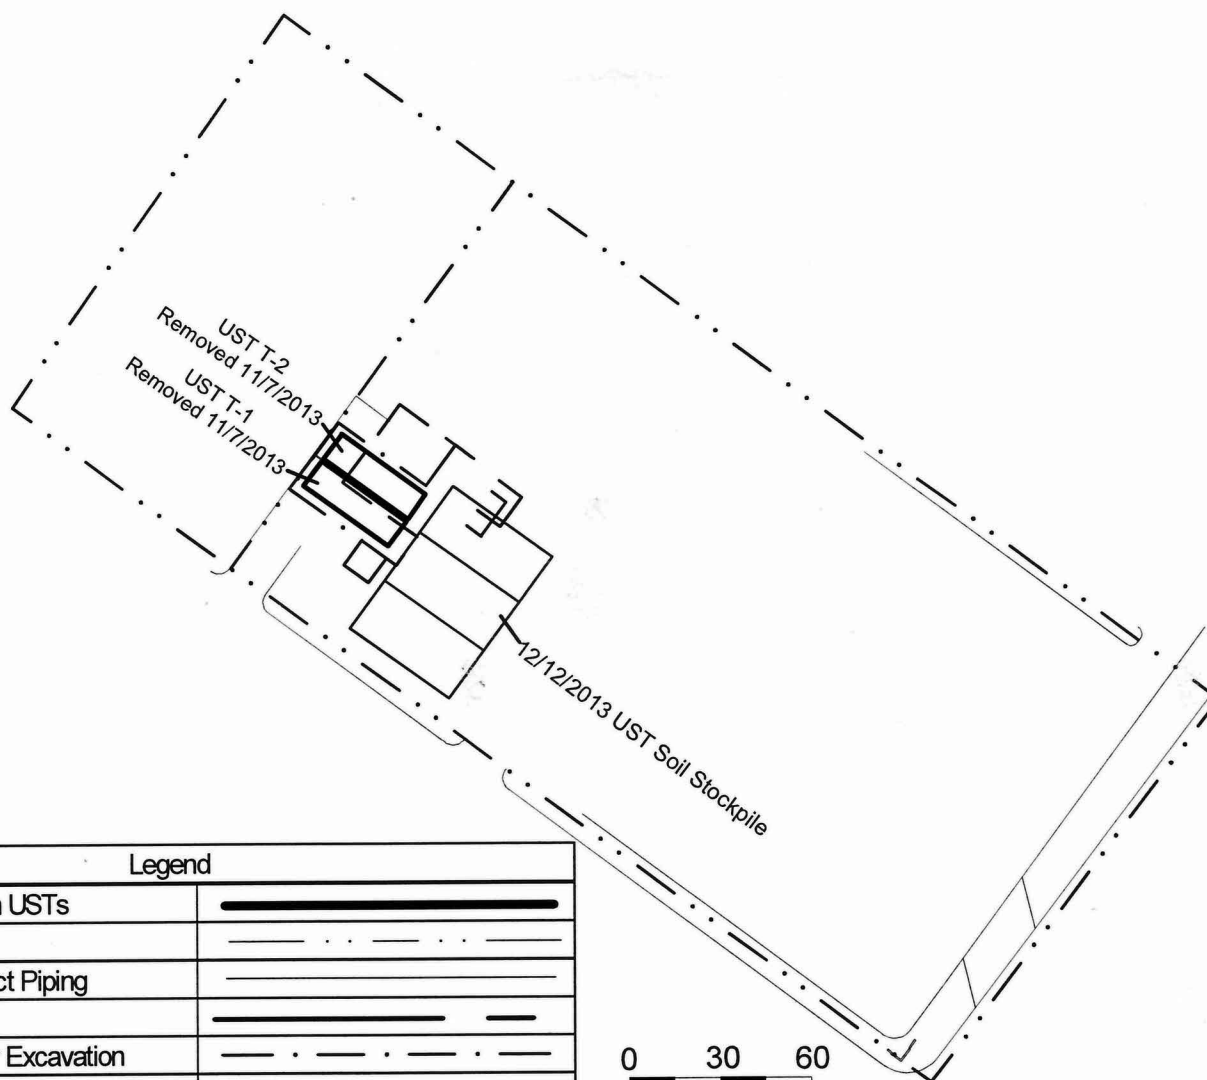 UST T-2
Removed 11/7/2013
UST T-1
Removed 11/7/2013
12/12/2013 UST Soil Stockpile
Legend
USTs
Piping
Excavation
0 30 60